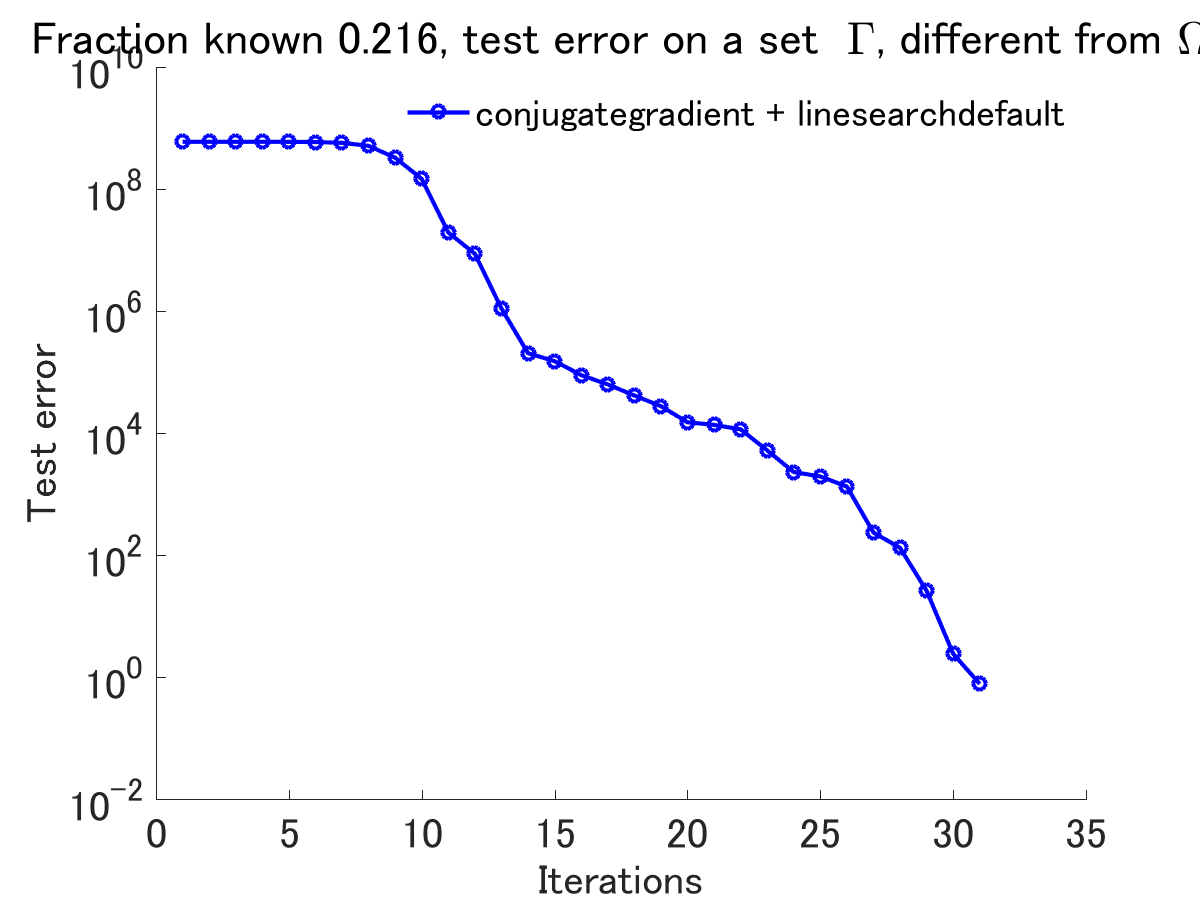 Fraction known 0.216, test error on a set Γ, different from Ω
conjugategradient + linesearchdefault
10^10
10^8
10^6
10^4
10^2
10^0
10^-2
Test error
0 5 10 15 20 25 30 35
Iterations